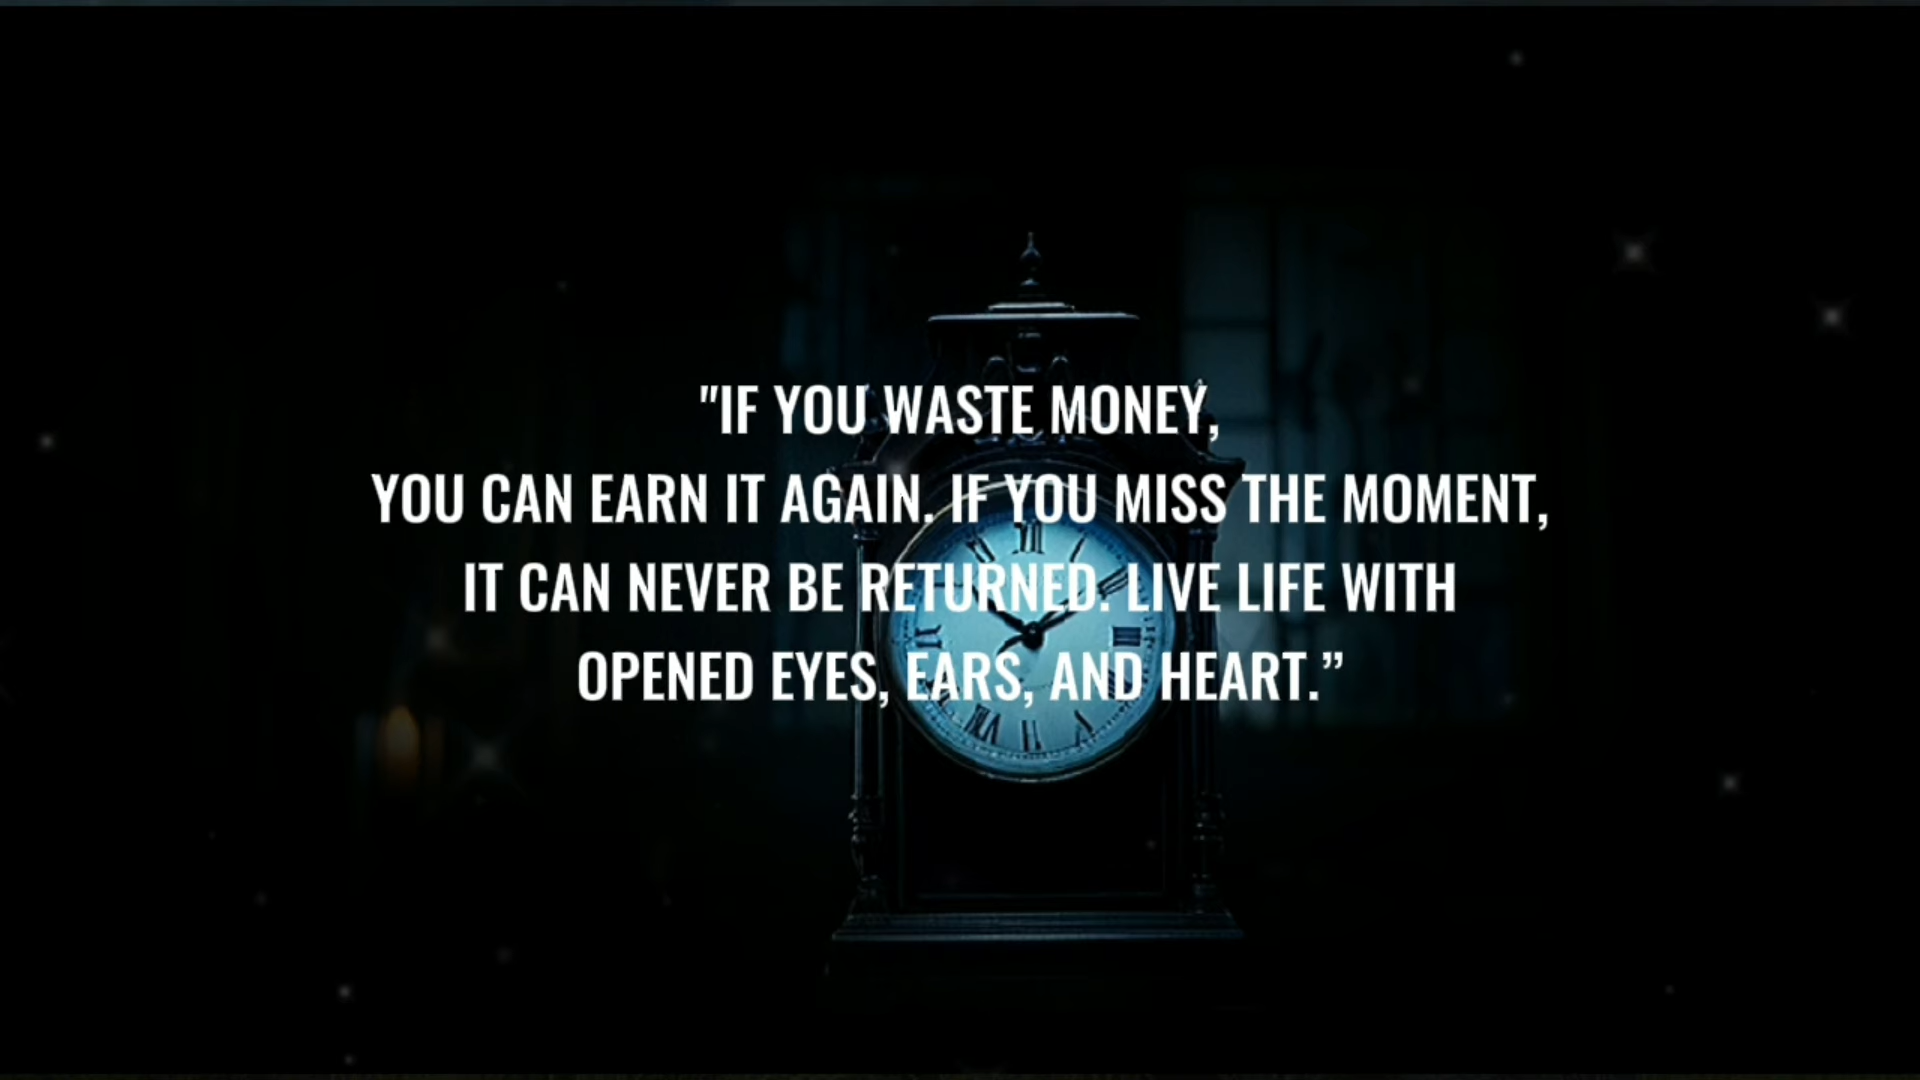 "IF YOU WASTE MONEY,
YOU CAN EARN IT AGAIN. IF YOU MISS THE MOMENT,
IT CAN NEVER BE RETURNED. LIVE LIFE WITH
OPENED EYES, EARS, AND HEART.”